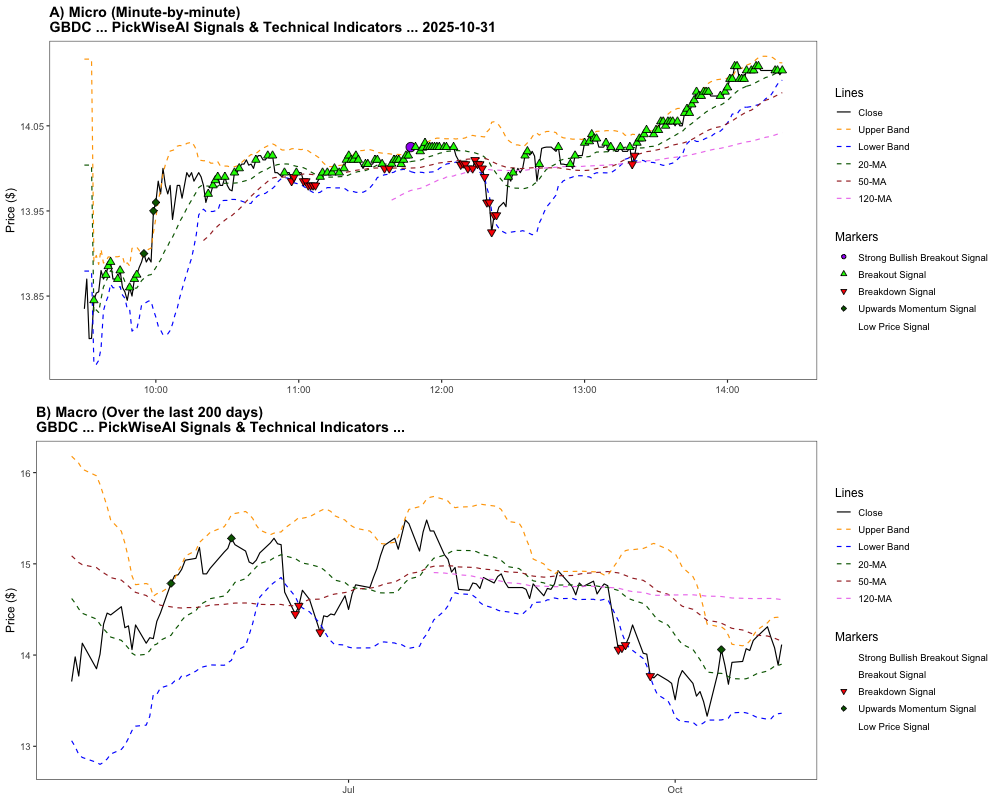 A) Micro (Minute-by-minute)
GBDC ... PickWiseAI Signals & Technical Indicators ... 2025-10-31
Price ($)
14.05
13.95
13.85
10:00
11:00
12:00
13:00
14:00
Lines
Close
Upper Band
Lower Band
20-MA
50-MA
120-MA
Markers
Strong Bullish Breakout Signal
Breakout Signal
Breakdown Signal
Upwards Momentum Signal
Low Price Signal
B) Macro (Over the last 200 days)
GBDC ... PickWiseAI Signals & Technical Indicators ...
Price ($)
16
15
14
13
Jul
Oct
Lines
Close
Upper Band
Lower Band
20-MA
50-MA
120-MA
Markers
Strong Bullish Breakout Signal
Breakout Signal
Breakdown Signal
Upwards Momentum Signal
Low Price Signal